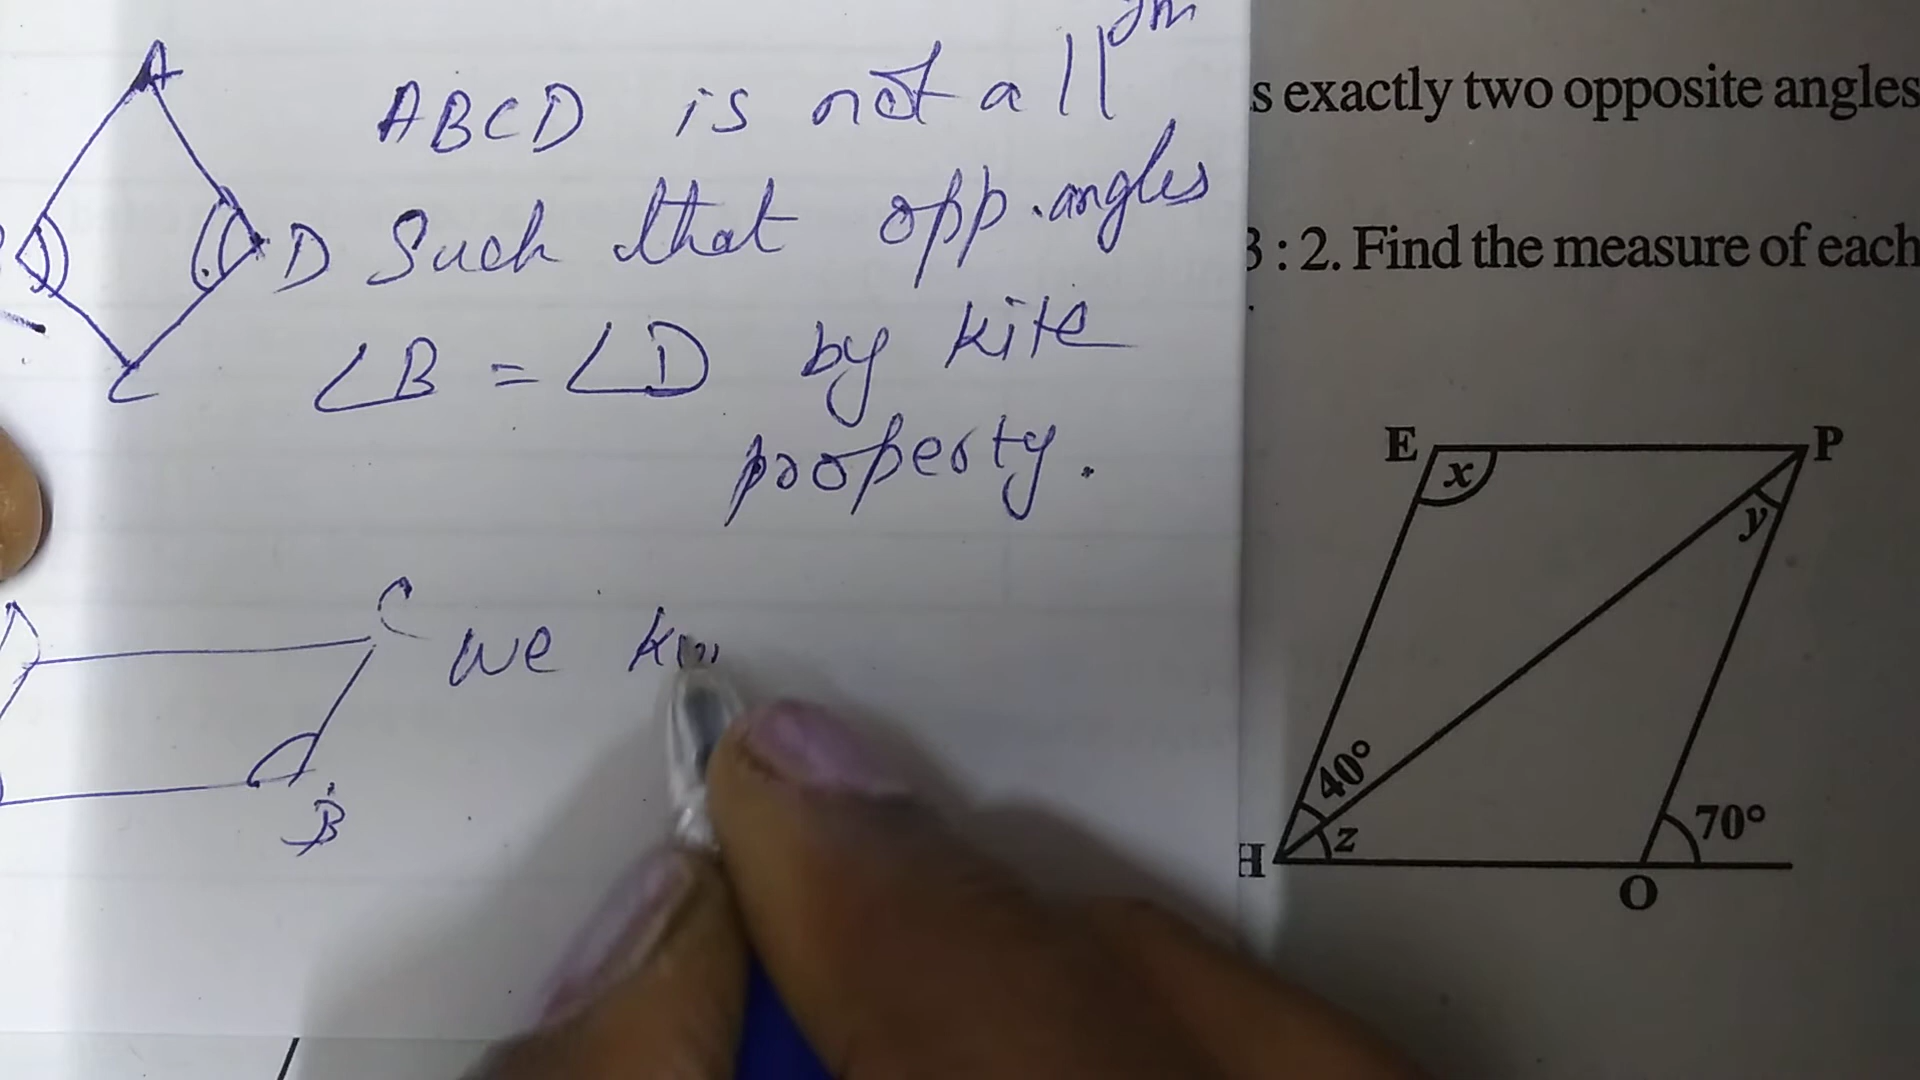 A
ABCD is not a ||gm
D Such that opp. angles
∠B = ∠D by kite
property.
C
C We kn
B
s exactly two opposite angles
3 : 2. Find the measure of each
E
P
x
y
40°
z
70°
H
O